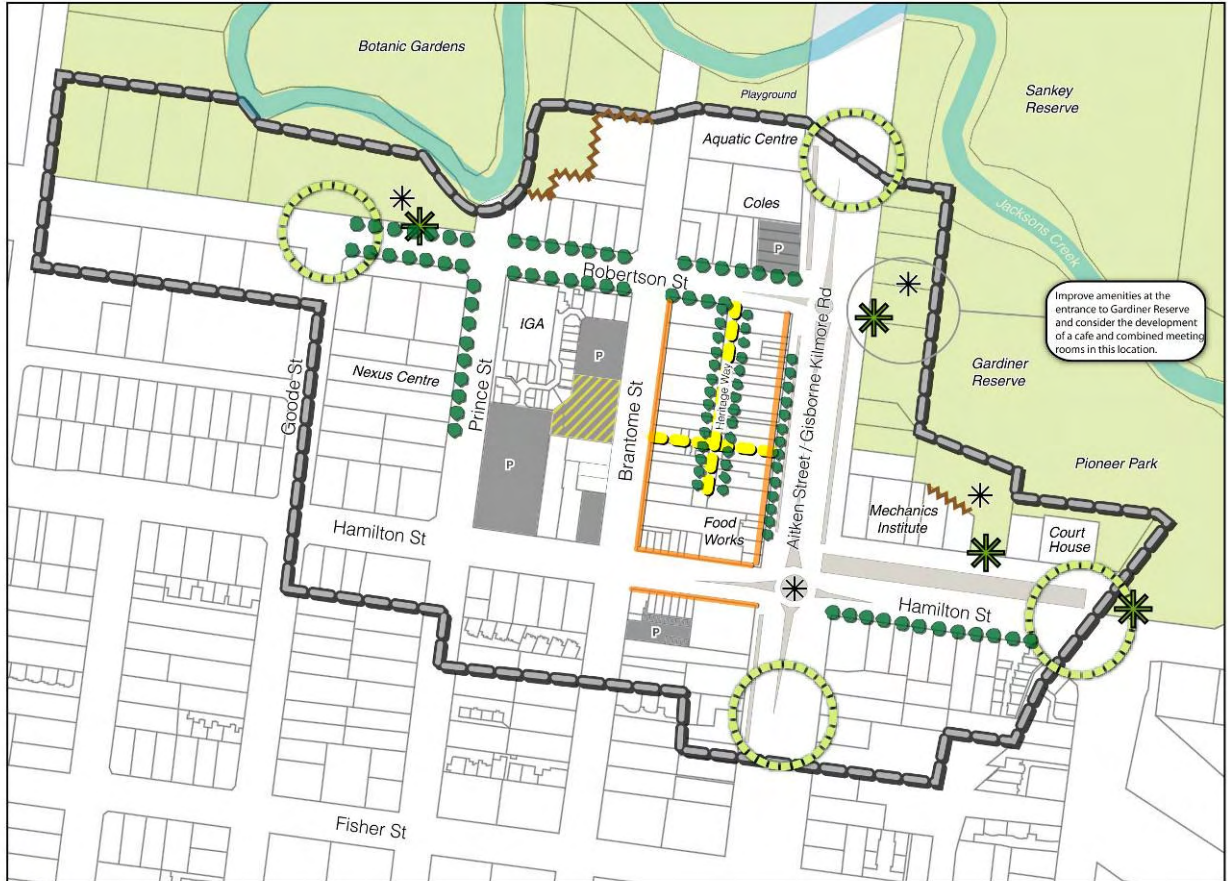 Botanic Gardens
Playground
Sankey
Reserve
Aquatic Centre
Coles
P
Jacksons Creek
Robertson St
Improve amenities at the
entrance to Gardiner Reserve
and consider the development
of a cafe and combined meeting
rooms in this location.
IGA
P
Heritage Way
Aitken Street / Gisborne-Kilmore Rd
Gardiner
Reserve
Goode St
Nexus Centre
Prince St
Brantome St
P
Pioneer Park
Mechanics
Institute
Food
Works
Court
House
Hamilton St
Hamilton St
P
Fisher St